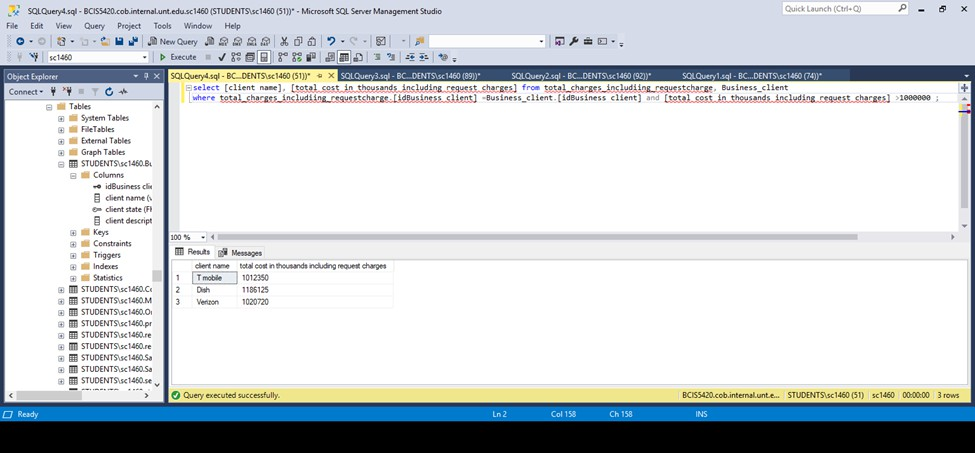 SQLQuery4.sql - BCIS5420.cob.internal.unt.edu.sc1460 (STUDENTS\sc1460 (51))* - Microsoft SQL Server Management Studio
Quick Launch (Ctrl+Q)
File Edit View Query Project Tools Window Help
New Query
sc1460
Execute
Object Explorer
SQLQuery4.sql - BC...DENTS\sc1460 (51))*
SQLQuery3.sql - BC...DENTS\sc1460 (89))*
SQLQuery2.sql - BC...DENTS\sc1460 (92))*
SQLQuery1.sql - BC...DENTS\sc1460 (74))*
Connect
Tables
System Tables
FileTables
External Tables
Graph Tables
STUDENTS\sc1460.Bu
Columns
idBusiness clie
client name (v
client state (Fk
client descript
Keys
Constraints
Triggers
Indexes
Statistics
STUDENTS\sc1460.Co
STUDENTS\sc1460.M
STUDENTS\sc1460.On
STUDENTS\sc1460.pr
STUDENTS\sc1460.re
STUDENTS\sc1460.re
STUDENTS\sc1460.Sa
STUDENTS\sc1460.Sa
STUDENTS\sc1460.se
select [client name], [total cost in thousands including request charges] from total_charges_includiing_requestcharge, Business_client
where total_charges_includiing_requestcharge.[idBusiness client] =Business_client.[idBusiness client] and [total cost in thousands including request charges] >1000000 ;
100 %
Results Messages
client name total cost in thousands including request charges
1 T mobile 1012350
2 Dish 1186125
3 Verizon 1020720
Query executed successfully.
BCIS5420.cob.internal.unt.e... STUDENTS\sc1460 (51) sc1460 00:00:00 3 rows
Ready Ln 2 Col 158 Ch 158 INS